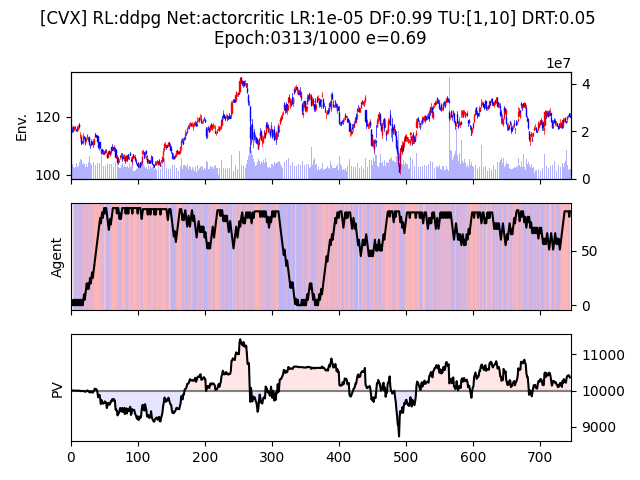 [CVX] RL:ddpg Net:actorcritic LR:1e-05 DF:0.99 TU:[1,10] DRT:0.05
Epoch:0313/1000 e=0.69
1e7
Env.
120
100
4
2
0
Agent
50
0
PV
11000
10000
9000
0 100 200 300 400 500 600 700